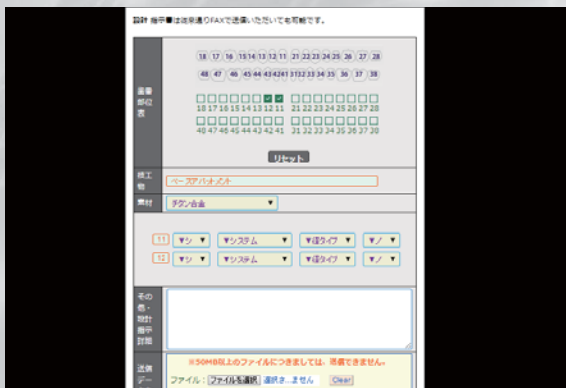 設計 指示書は従来通りFAXで送信いただいても可能です。
18 17 16 15 14 13 12 11 21 22 23 24 25 26 27 28
48 47 46 45 44 43 42 41 31 32 33 34 35 36 37 38
部位
表
18 17 16 15 14 13 12 11 21 22 23 24 25 26 27 28
48 47 46 45 44 43 42 41 31 32 33 34 35 36 37 38
リセット
技工
物
ベースアバットメント
素材
チタン合金 ▼
11 ▼シ ▼ ▼システム ▼ ▼径タイプ ▼ ▼ノ ▼
12 ▼シ ▼ ▼システム ▼ ▼径タイプ ▼ ▼ノ ▼
その
他・
設計
指示
詳細
送信
デー
※50MB以上のファイルにつきましては、送信できません。
ファイル: ファイルを選択 選択さ...ません Clear